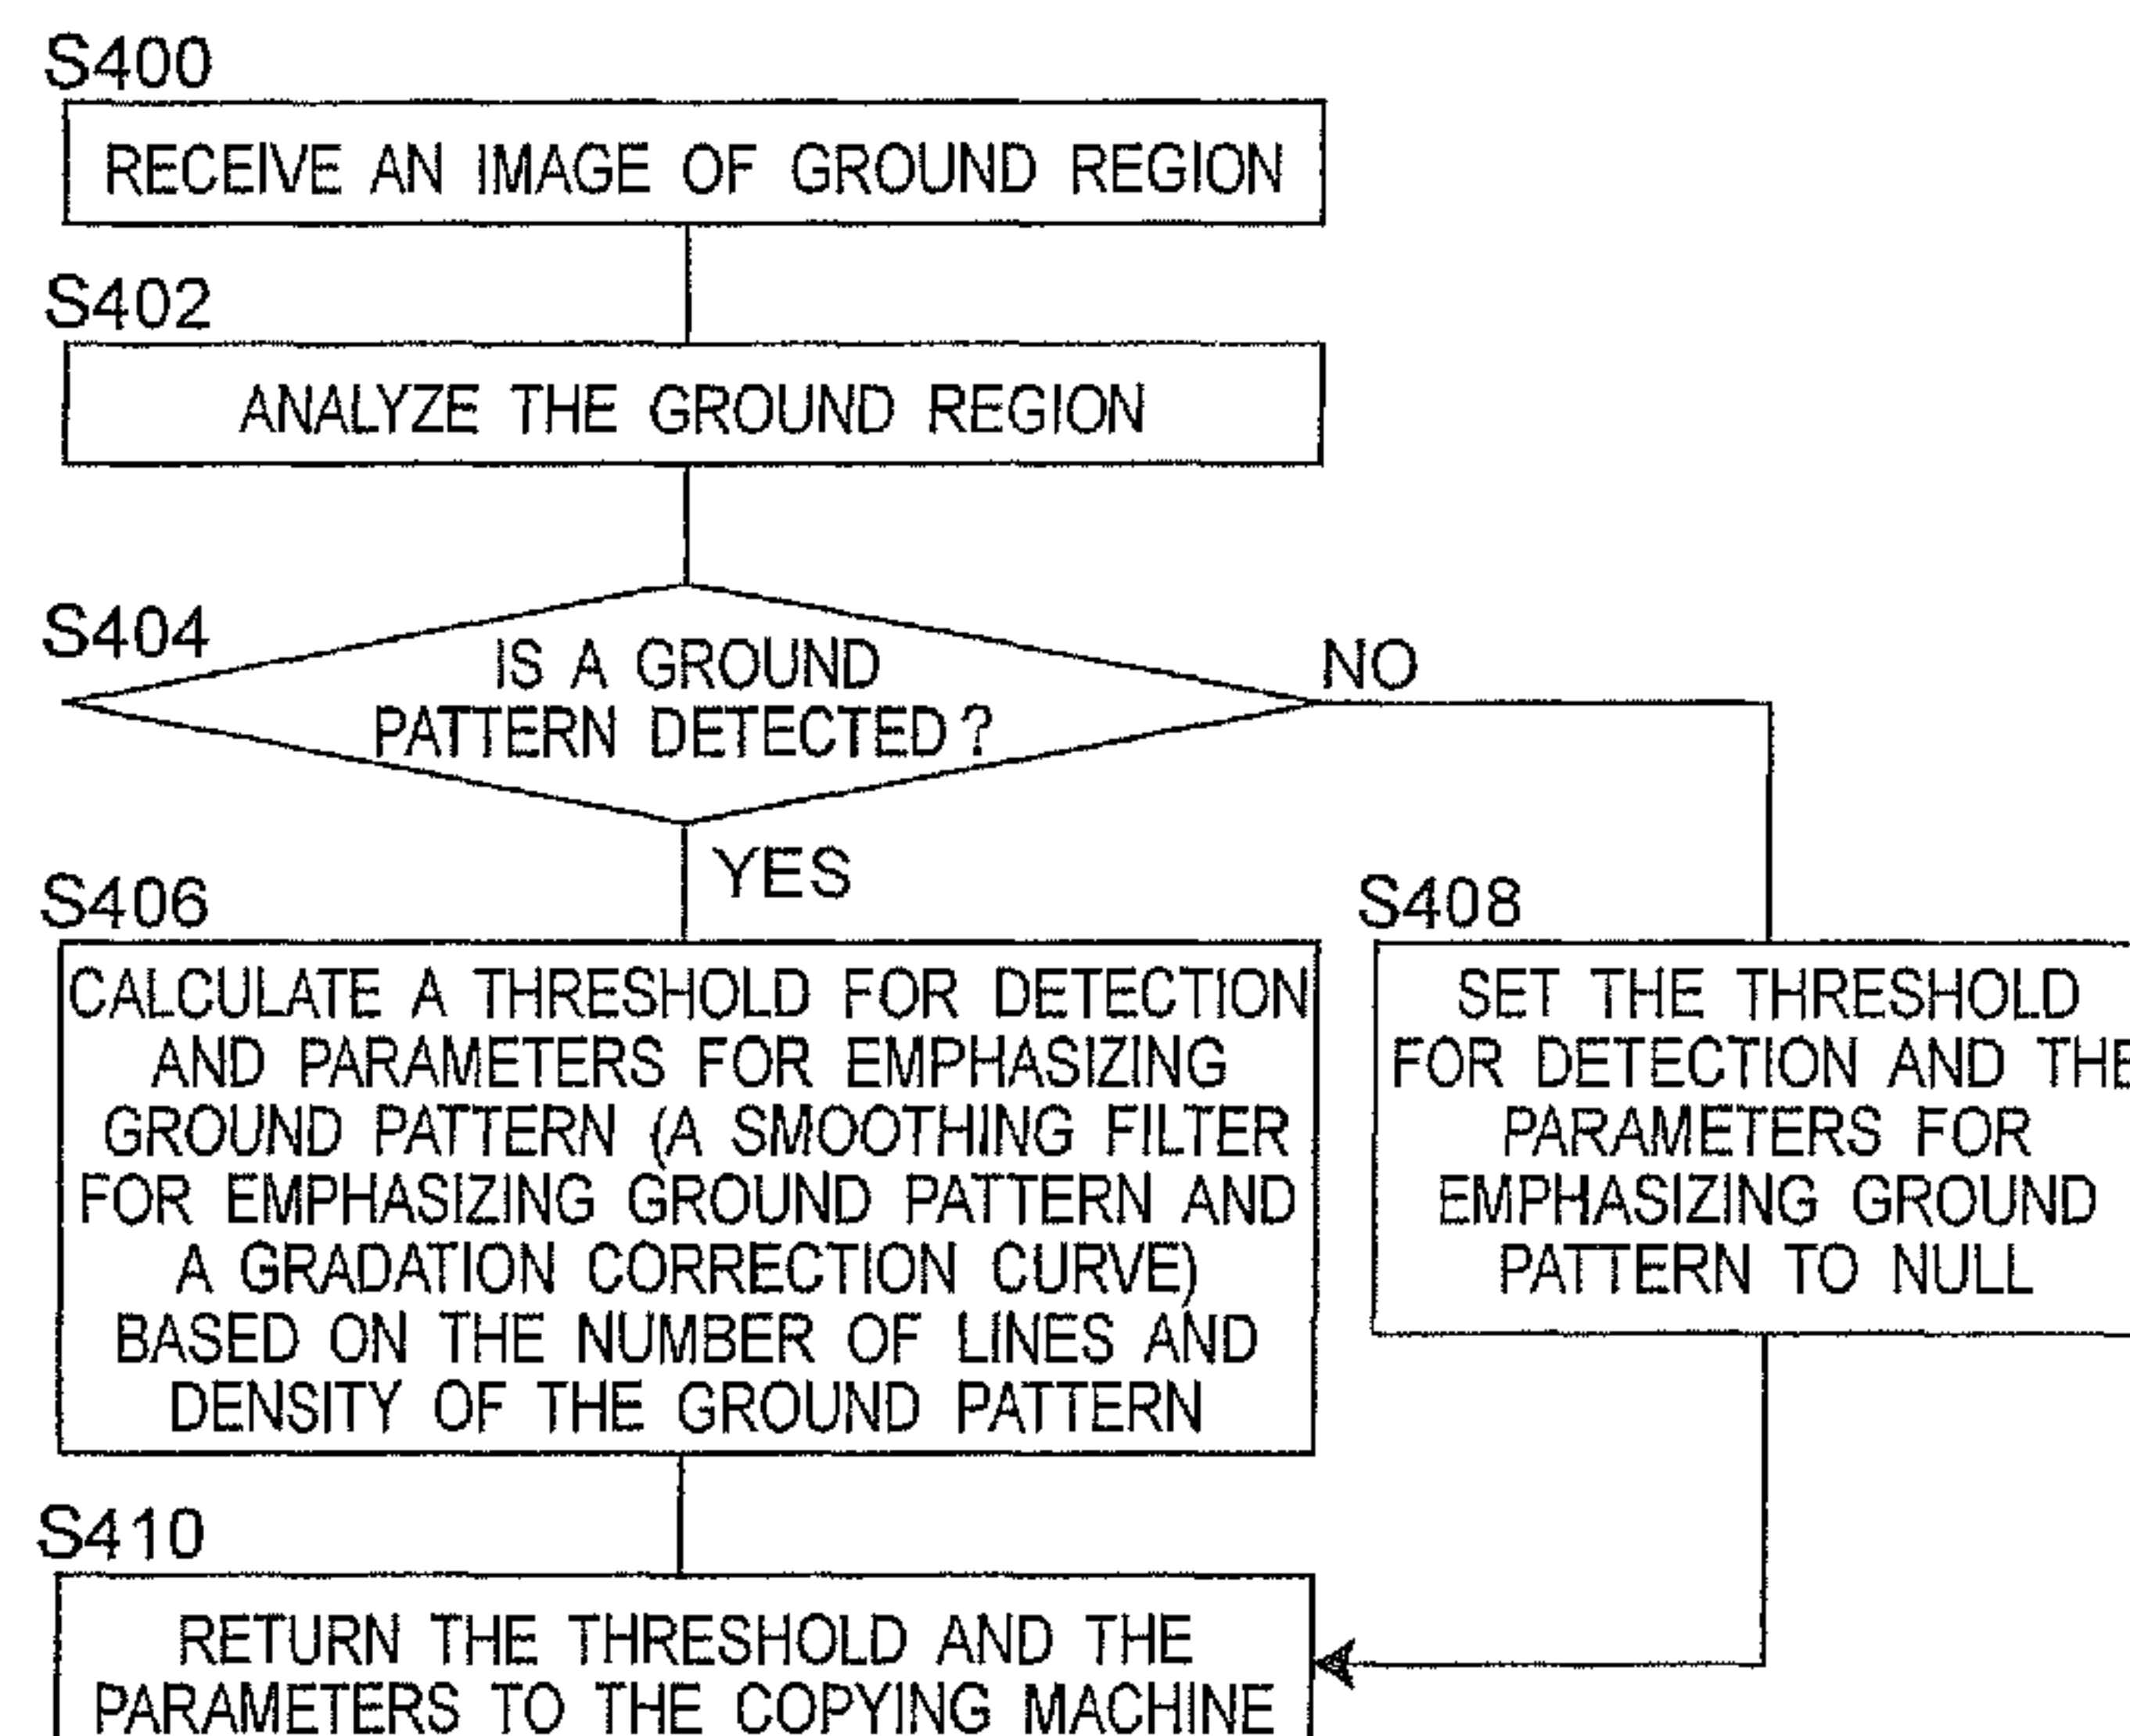 S400
RECEIVE AN IMAGE OF GROUND REGION
S402
ANALYZE THE GROUND REGION
S404
IS A GROUND
PATTERN DETECTED?
NO
YES
S406
CALCULATE A THRESHOLD FOR DETECTION
AND PARAMETERS FOR EMPHASIZING
GROUND PATTERN (A SMOOTHING FILTER
FOR EMPHASIZING GROUND PATTERN AND
A GRADATION CORRECTION CURVE)
BASED ON THE NUMBER OF LINES AND
DENSITY OF THE GROUND PATTERN
S408
SET THE THRESHOLD
FOR DETECTION AND THE
PARAMETERS FOR
EMPHASIZING GROUND
PATTERN TO NULL
S410
RETURN THE THRESHOLD AND THE
PARAMETERS TO THE COPYING MACHINE